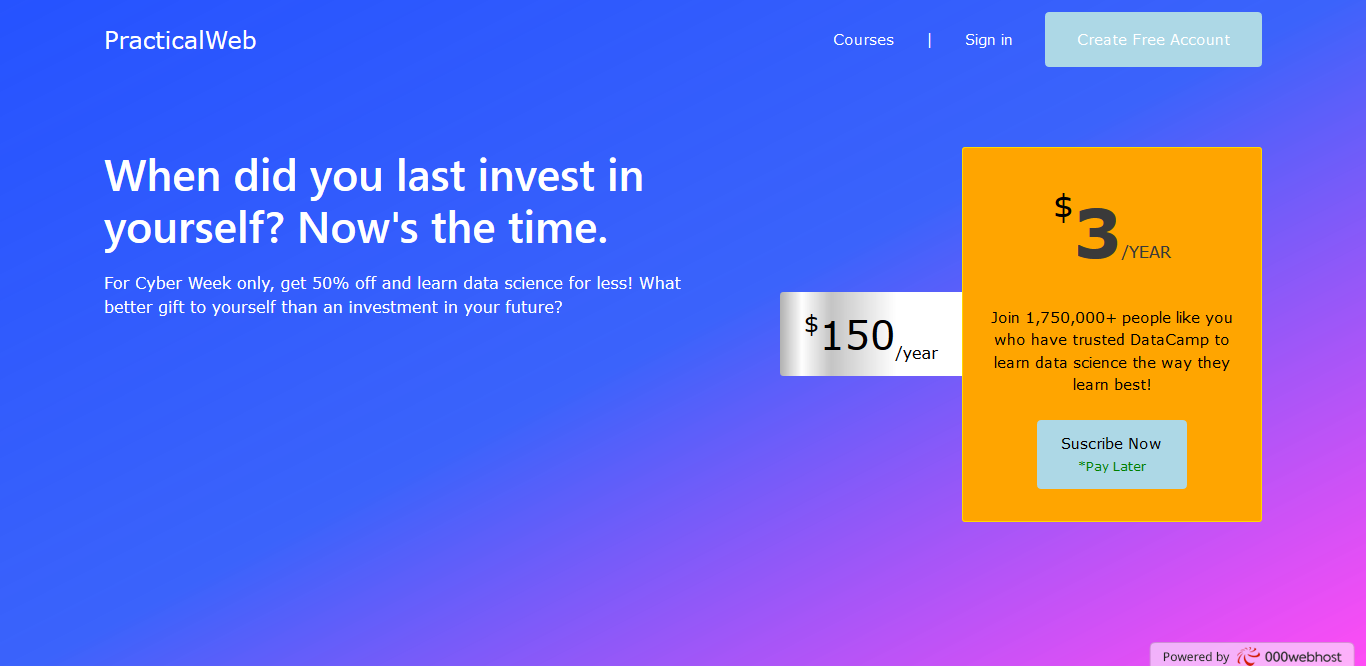 PracticalWeb
Courses | Sign in Create Free Account
When did you last invest in
yourself? Now's the time.
For Cyber Week only, get 50% off and learn data science for less! What
better gift to yourself than an investment in your future?
$150/year
$3/YEAR
Join 1,750,000+ people like you
who have trusted DataCamp to
learn data science the way they
learn best!
Suscribe Now
*Pay Later
Powered by 000webhost